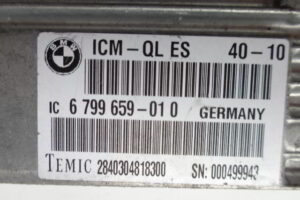 BMW
ICM-QL ES 40-10
IC 6 799 659-01 0 GERMANY
TEMIC 2840304818300 SN: 000499943